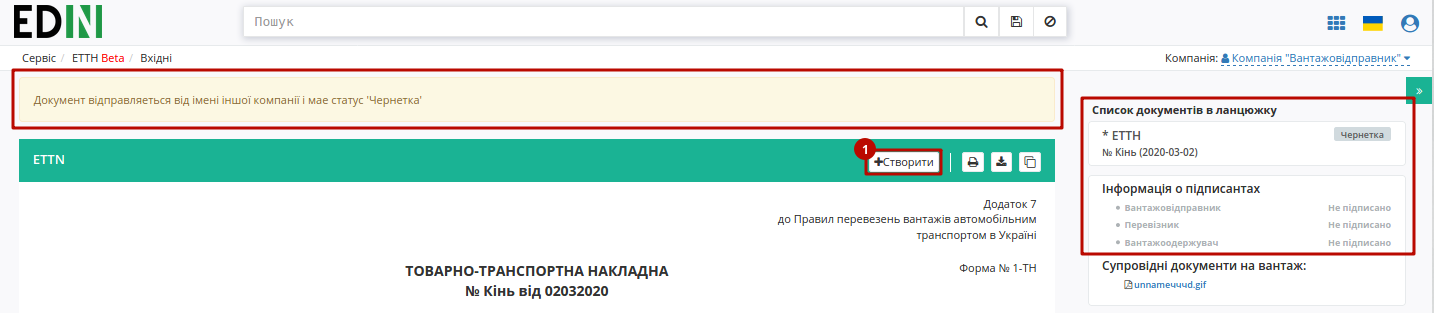 EDIN
Пошук
Сервіс / ЕТТН Beta / Вхідні
Компанія: Компанія "Вантажовідправник"
Документ відправляеться від імені іншої компанії і мае статус 'Чернетка'
»
Список документів в ланцюжку
* ЕТТН
Чернетка
№ Кінь (2020-03-02)
1
ETTN
+Створити
Інформація о підписантах
Вантажовідправник Не підписано
Перевізник Не підписано
Вантажоодержувач Не підписано
Додаток 7
до Правил перевезень вантажів автомобільним
транспортом в Україні
Форма № 1-ТН
ТОВАРНО-ТРАНСПОРТНА НАКЛАДНА
№ Кінь від 02032020
Супровідні документи на вантаж:
unnameччч​d.gif